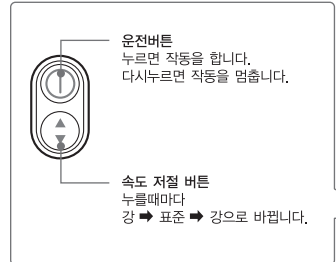 운전버튼
누르면 작동을 합니다.
다시누르면 작동을 멈춥니다.
속도 저절 버튼
누를때마다
강 ➡ 표준 ➡ 강으로 바뀝니다.